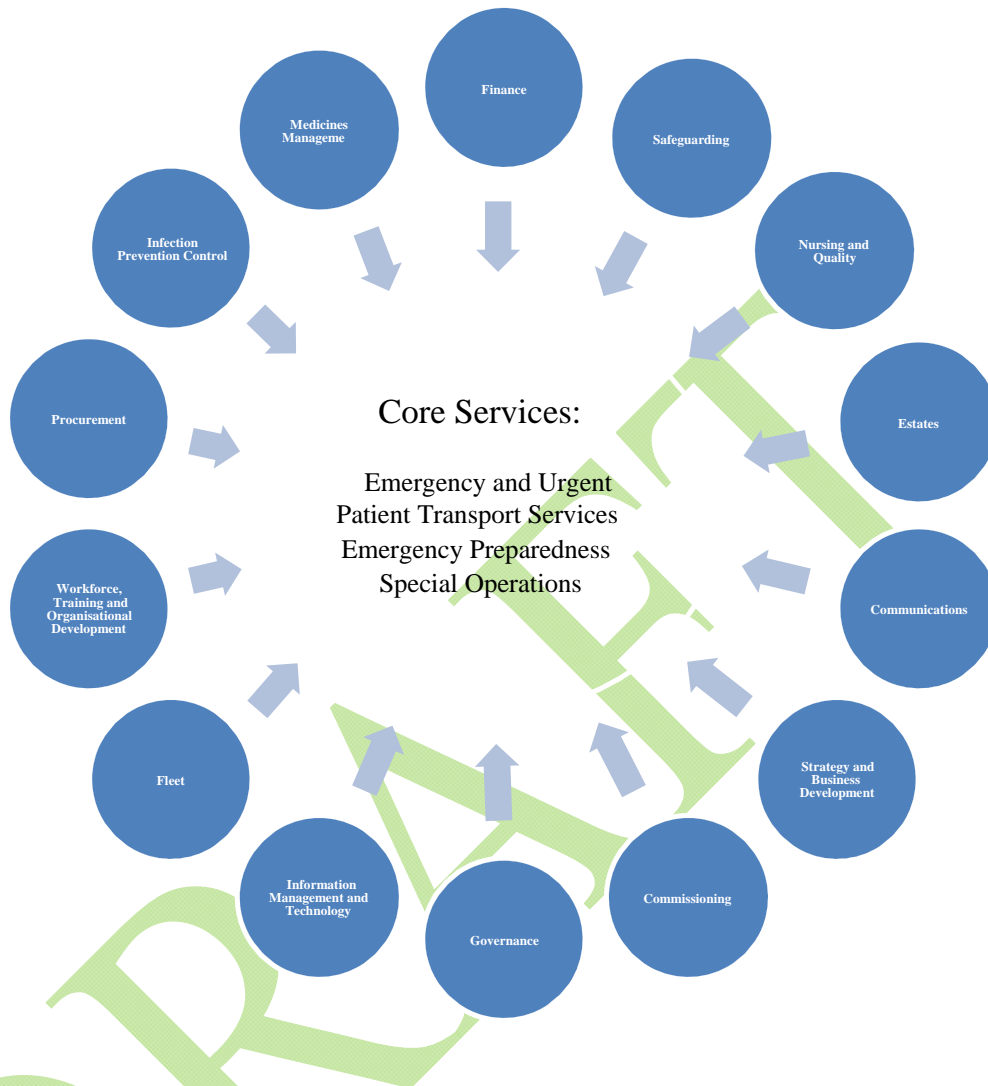 Finance
Medicines
Manageme
Safeguarding
Infection
Prevention Control
Nursing and
Quality
Procurement
Core Services:
Estates
Emergency and Urgent
Patient Transport Services
Emergency Preparedness
Special Operations
Workforce,
Training and
Organisational
Development
Communications
Fleet
Strategy and
Business
Development
Information
Management and
Technology
Commissioning
Governance
DRAFT